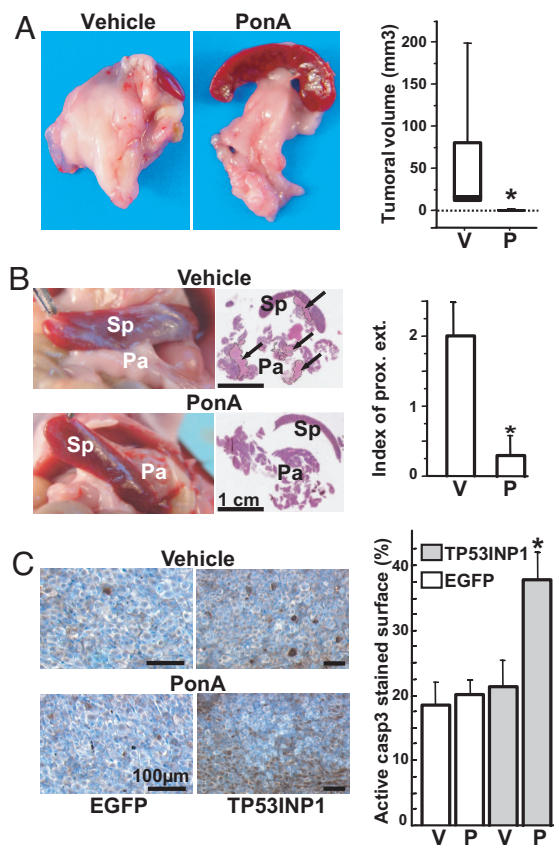 A
Vehicle
PonA
Tumoral volume (mm3)
200
150
100
50
0
*
V P
B
Vehicle
Sp
Pa
Sp
Pa
PonA
Sp
Pa
Sp
Pa
1 cm
Index of prox. ext.
2
1
0
*
V P
C
Vehicle
PonA
100µm
EGFP
TP53INP1
Active casp3 stained surface (%)
TP53INP1
EGFP
40
30
20
10
0
*
V P V P